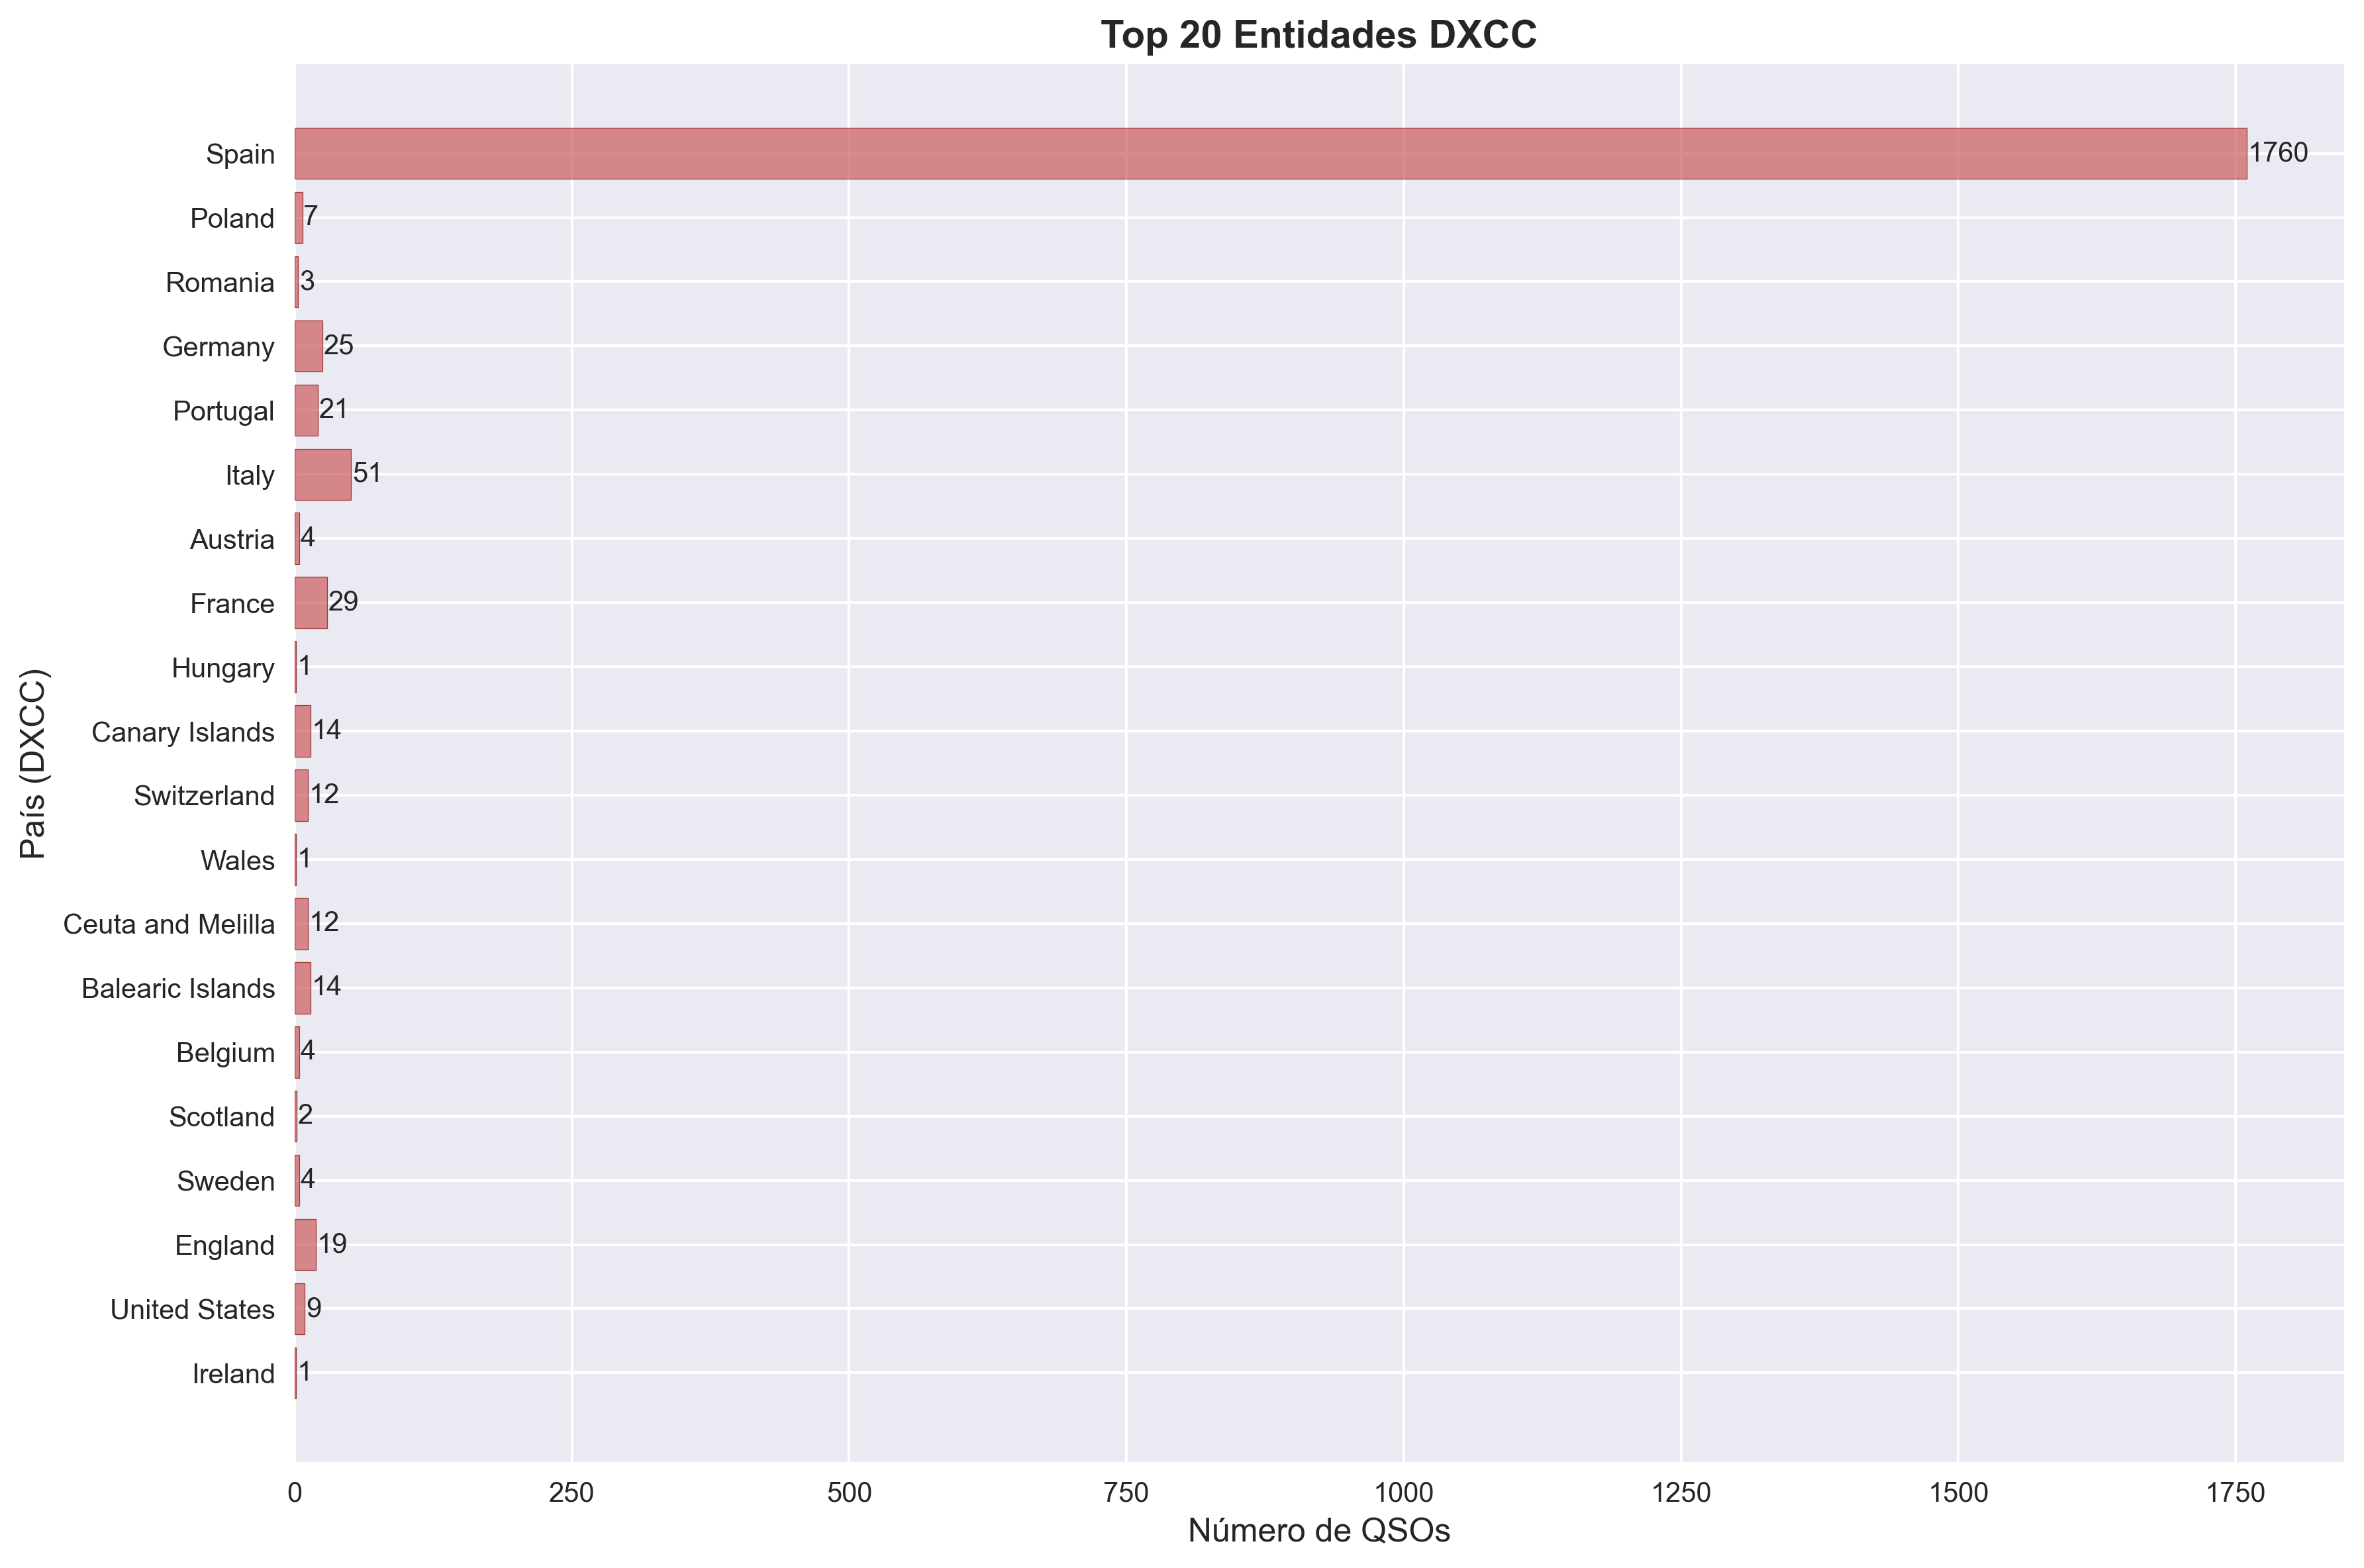 Top 20 Entidades DXCC
País (DXCC)
Spain 1760
Poland 7
Romania 3
Germany 25
Portugal 21
Italy 51
Austria 4
France 29
Hungary 1
Canary Islands 14
Switzerland 12
Wales 1
Ceuta and Melilla 12
Balearic Islands 14
Belgium 4
Scotland 2
Sweden 4
England 19
United States 9
Ireland 1
0 250 500 750 1000 1250 1500 1750
Número de QSOs